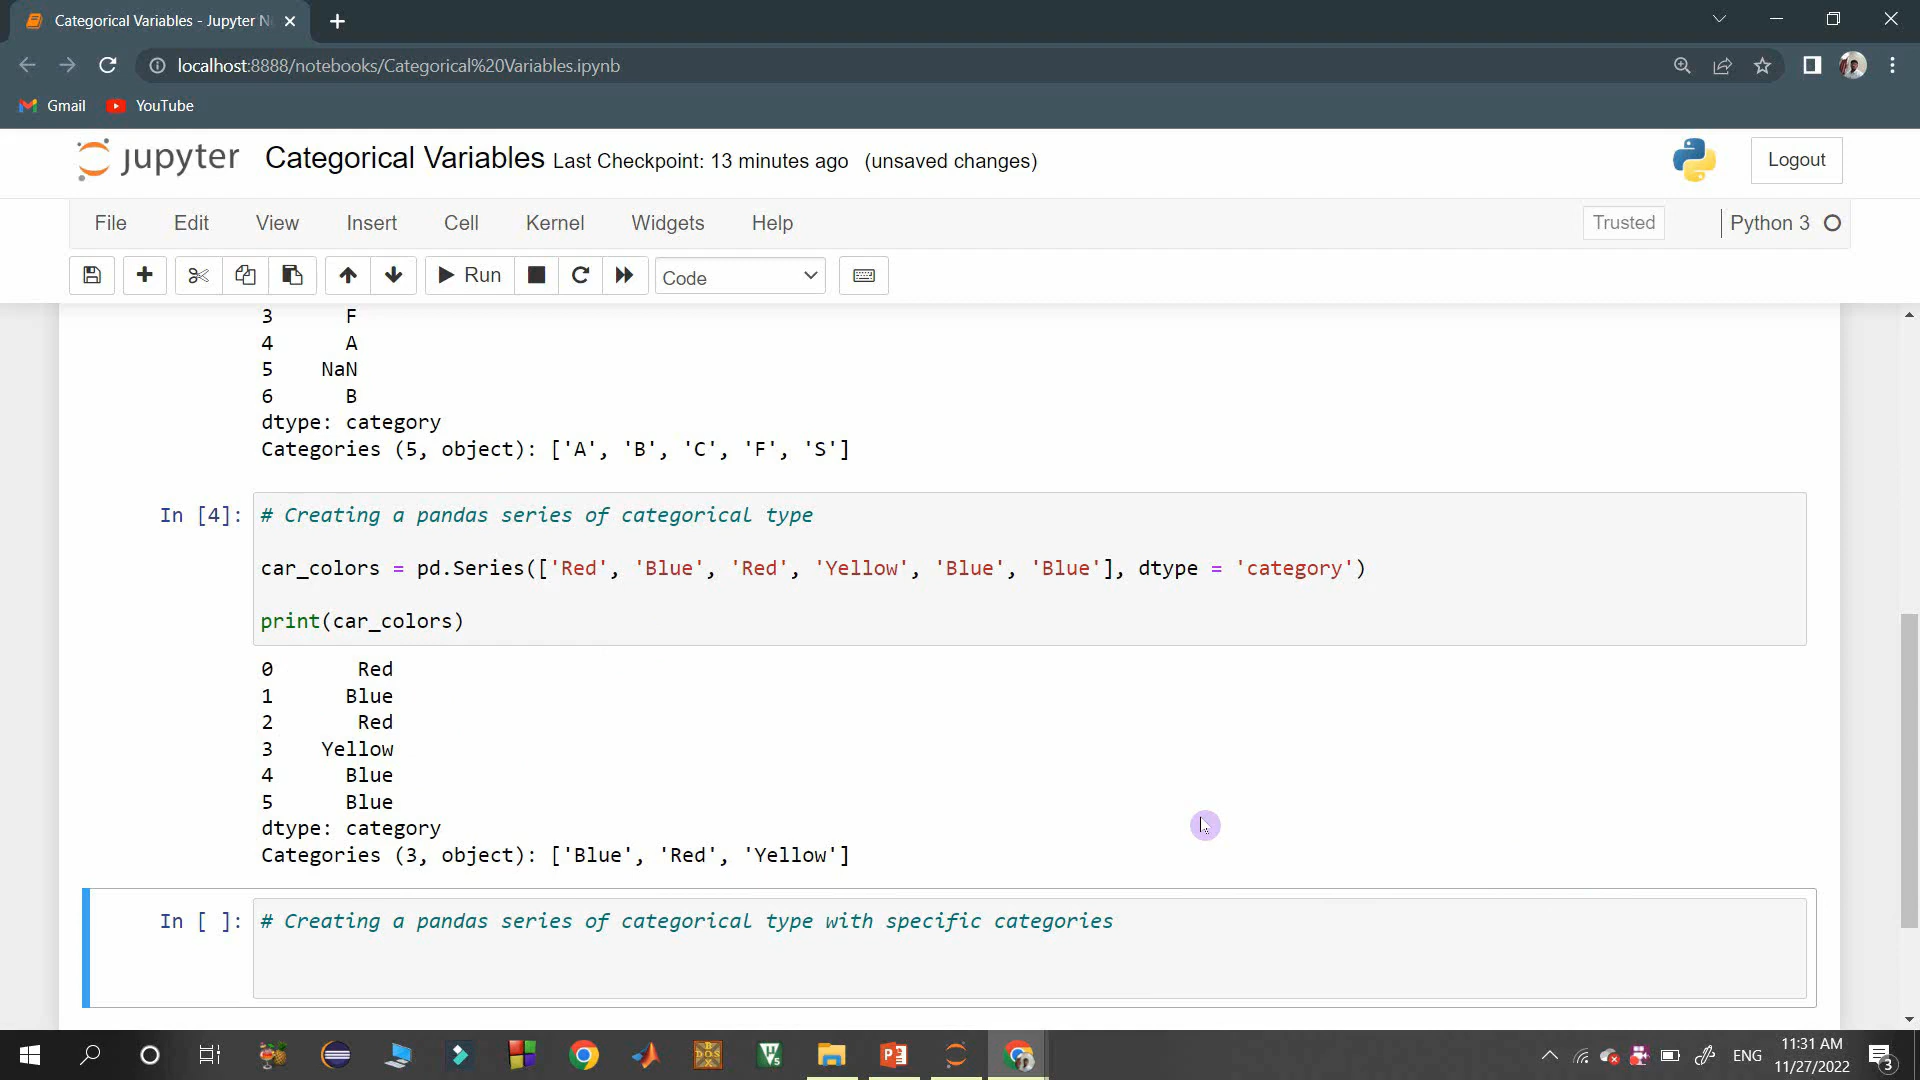 Categorical Variables - Jupyter N
localhost:8888/notebooks/Categorical%20Variables.ipynb
Gmail YouTube
jupyter Categorical Variables Last Checkpoint: 13 minutes ago (unsaved changes)
Logout
File Edit View Insert Cell Kernel Widgets Help
Trusted Python 3
Run Code
3 F
4 A
5 NaN
6 B
dtype: category
Categories (5, object): ['A', 'B', 'C', 'F', 'S']
In [4]: # Creating a pandas series of categorical type
car_colors = pd.Series(['Red', 'Blue', 'Red', 'Yellow', 'Blue', 'Blue'], dtype = 'category')
print(car_colors)
0 Red
1 Blue
2 Red
3 Yellow
4 Blue
5 Blue
dtype: category
Categories (3, object): ['Blue', 'Red', 'Yellow']
In [ ]: # Creating a pandas series of categorical type with specific categories
ENG
11:31 AM
11/27/2022
3